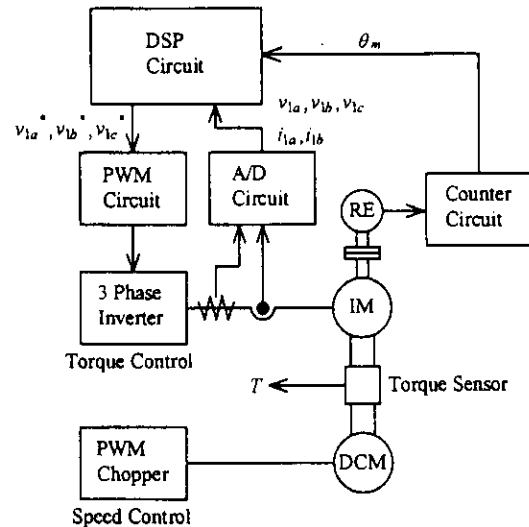 DSP
Circuit
θm
v1a*, v1b*, v1c*
v1a, v1b, v1c
i1a, i1b
PWM
Circuit
A/D
Circuit
RE
Counter
Circuit
3 Phase
Inverter
IM
Torque Control
T
Torque Sensor
PWM
Chopper
DCM
Speed Control